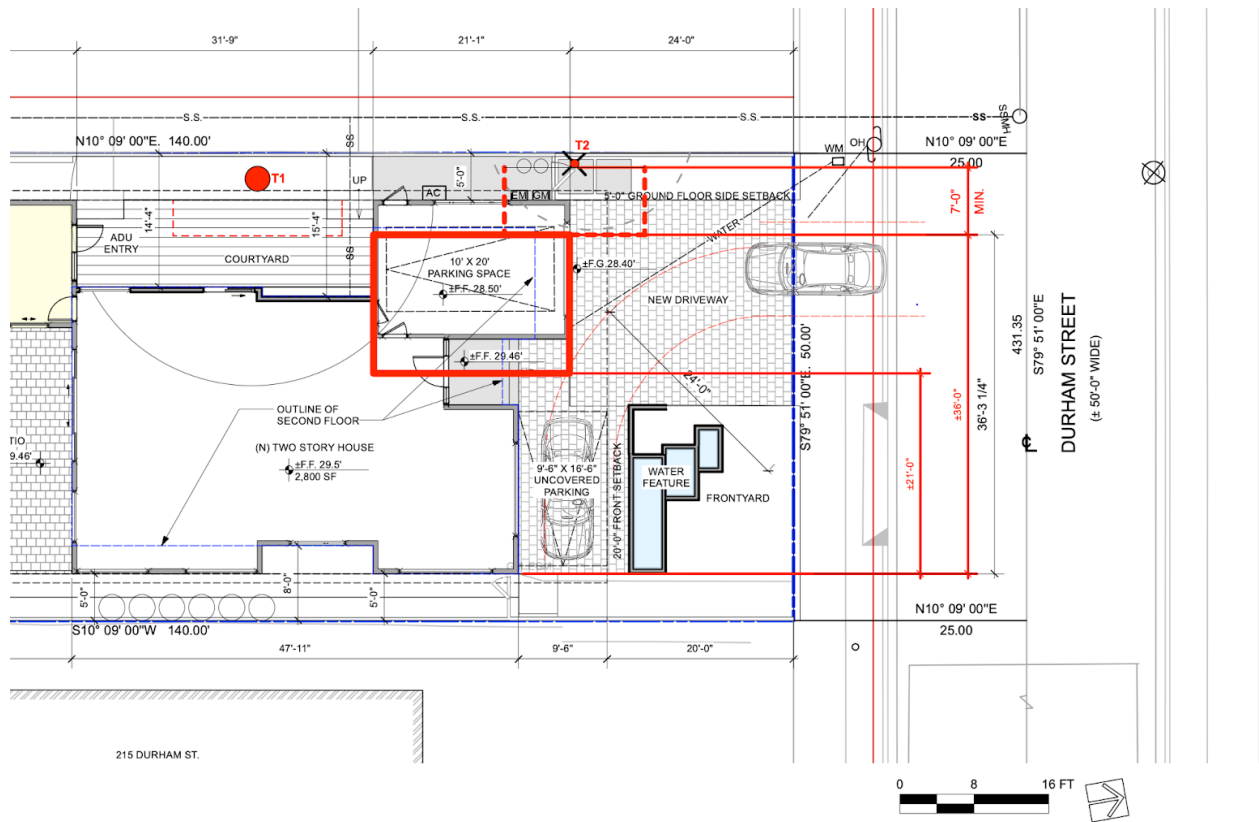 31'-9"
21'-1"
24'-0"
S.S.
S.S.
S.S.
SS
SSMH
N10° 09' 00"E. 140.00'
SS
T2
WM
OH
N10° 09' 00"E
25.00
T1
UP
5'-0"
AC
EM
GM
5'-0" GROUND FLOOR SIDE SETBACK
7'-0"
MIN.
14'-4"
15'-4"
ADU
ENTRY
COURTYARD
SS
WATER
10' X 20'
PARKING SPACE
±F.F. 28.50'
±F.G.28.40'
NEW DRIVEWAY
±F.F. 29.46'
24'-0"
S79° 51' 00"E. 50.00'
±36'-0"
36'-3 1/4"
±21'-0"
431.35
S79° 51' 00"E
DURHAM STREET
(± 50'-0" WIDE)
OUTLINE OF
SECOND FLOOR
(N) TWO STORY HOUSE
±F.F. 29.5'
2,800 SF
TIO
9.46'
9'-6" X 16'-6"
UNCOVERED
PARKING
20'-0" FRONT SETBACK
WATER
FEATURE
FRONTYARD
5'-0"
8'-0"
5'-0"
N10° 09' 00"E
25.00
S10° 09' 00"W 140.00'
47'-11"
9'-6"
20'-0"
215 DURHAM ST.
0 8 16 FT